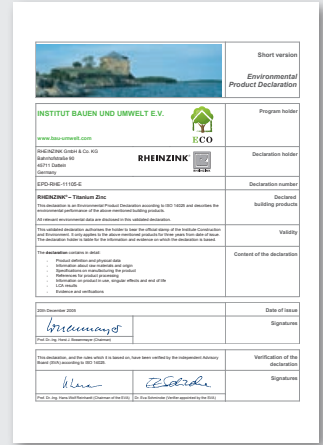 Short version
Environmental
Product Declaration
INSTITUT BAUEN UND UMWELT E.V.
www.bau-umwelt.com
ECO
Program holder
RHEINZINK GmbH & Co. KG
Bahnhofstraße 90
45711 Datteln
Germany
RHEINZINK
Declaration holder
EPD-RHE-11105-E
Declaration number
RHEINZINK® – Titanium Zinc
This declaration is an Environmental Product Declaration according to ISO 14025 and describes the
environmental performance of the above mentioned building products.
All relevant environmental data are disclosed in this validated declaration.
Declared
building products
This validated declaration authorises the holder to bear the official stamp of the Institute Construction
and Environment. It only applies to the above mentioned products for three years from date of issue.
The declaration holder is liable for the information and evidence on which the declaration is based.
Validity
The declaration contains in detail:
- Product definition and physical data
- Information about raw materials and origin
- Specifications on manufacturing the product
- References for product processing
- Information on product in use, singular effects and end of life
- LCA results
- Evidence and verifications
Content of the declaration
20th December 2005
Date of issue
Signatures
Prof. Dr.-Ing. Horst J. Bossenmayer (Chairman)
This declaration, and the rules which it is based on, have been verified by the independent Advisory
Board (SVA) according to ISO 14025.
Verification of the
declaration
Signatures
Prof. Dr.-Ing. Hans-Wolf Reinhardt (Chairman of the SVA)
Dr. Eva Schmincke (Verifier appointed by the SVA)